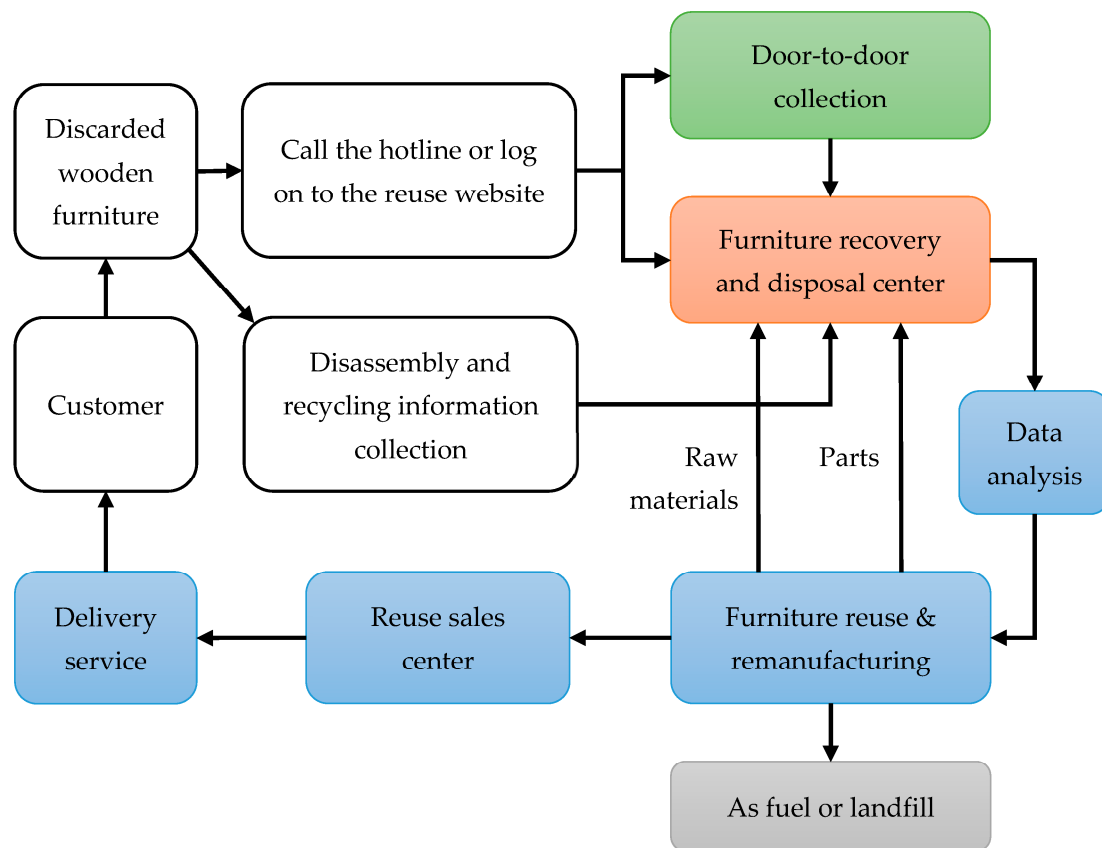 Door-to-door
collection
Discarded
wooden
furniture
Call the hotline or log
on to the reuse website
Furniture recovery
and disposal center
Customer
Disassembly and
recycling information
collection
Raw
materials
Parts
Data
analysis
Delivery
service
Reuse sales
center
Furniture reuse &
remanufacturing
As fuel or landfill